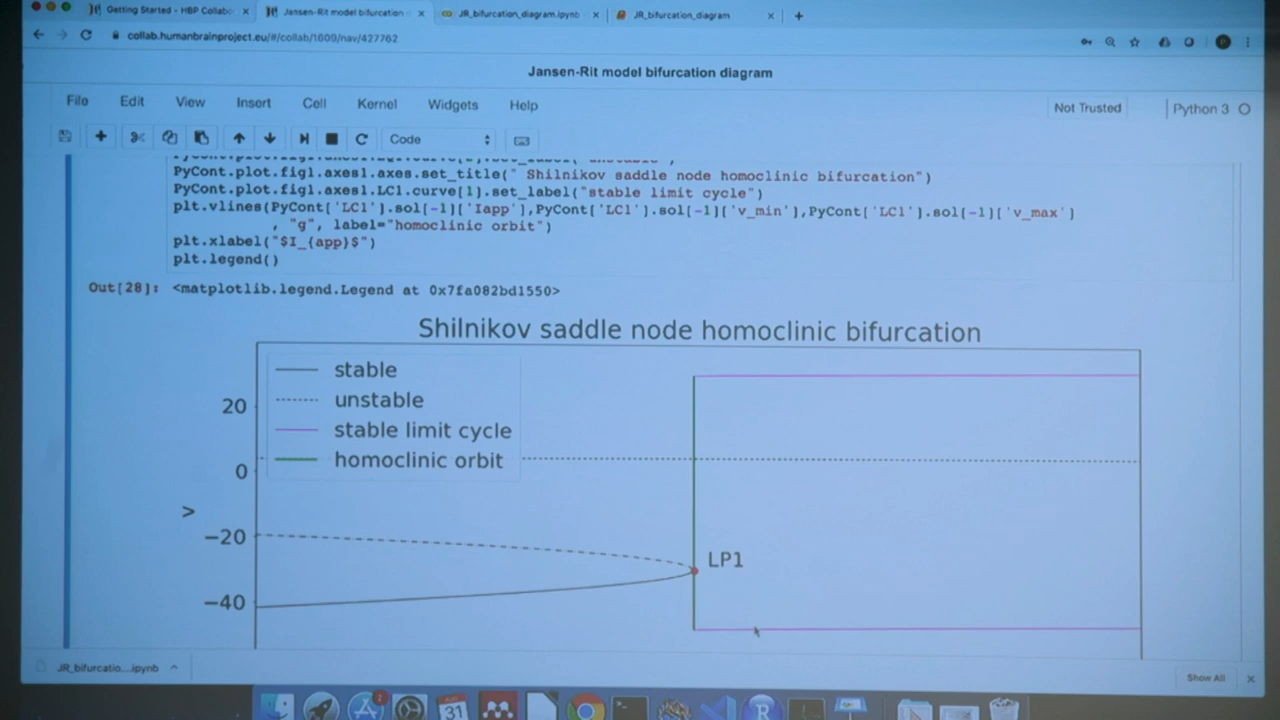 Getting Started - HBP Collabo
Jansen-Rit model bifurcation
JR_bifurcation_diagram.ipynb
JR_bifurcation_diagram
collab.humanbrainproject.eu/#/collab/1609/nav/427762
Jansen-Rit model bifurcation diagram
File Edit View Insert Cell Kernel Widgets Help
Not Trusted
Python 3
Code
PyCont.plot.fig1.axes1.axes.set_title(" Shilnikov saddle node homoclinic bifurcation")
PyCont.plot.fig1.axes1.LC1.curve[1].set_label("stable limit cycle")
plt.vlines(PyCont['LC1'].sol[-1]['Iapp'],PyCont['LC1'].sol[-1]['v_min'],PyCont['LC1'].sol[-1]['v_max']
, "g", label="homoclinic orbit")
plt.xlabel("$I_{app}$")
plt.legend()
Out[28]: <matplotlib.legend.Legend at 0x7fa082bd1550>
Shilnikov saddle node homoclinic bifurcation
stable
unstable
stable limit cycle
homoclinic orbit
20
0
−20
−40
v
LP1
JR_bifurcatio...ipynb
Show All
2
31
R